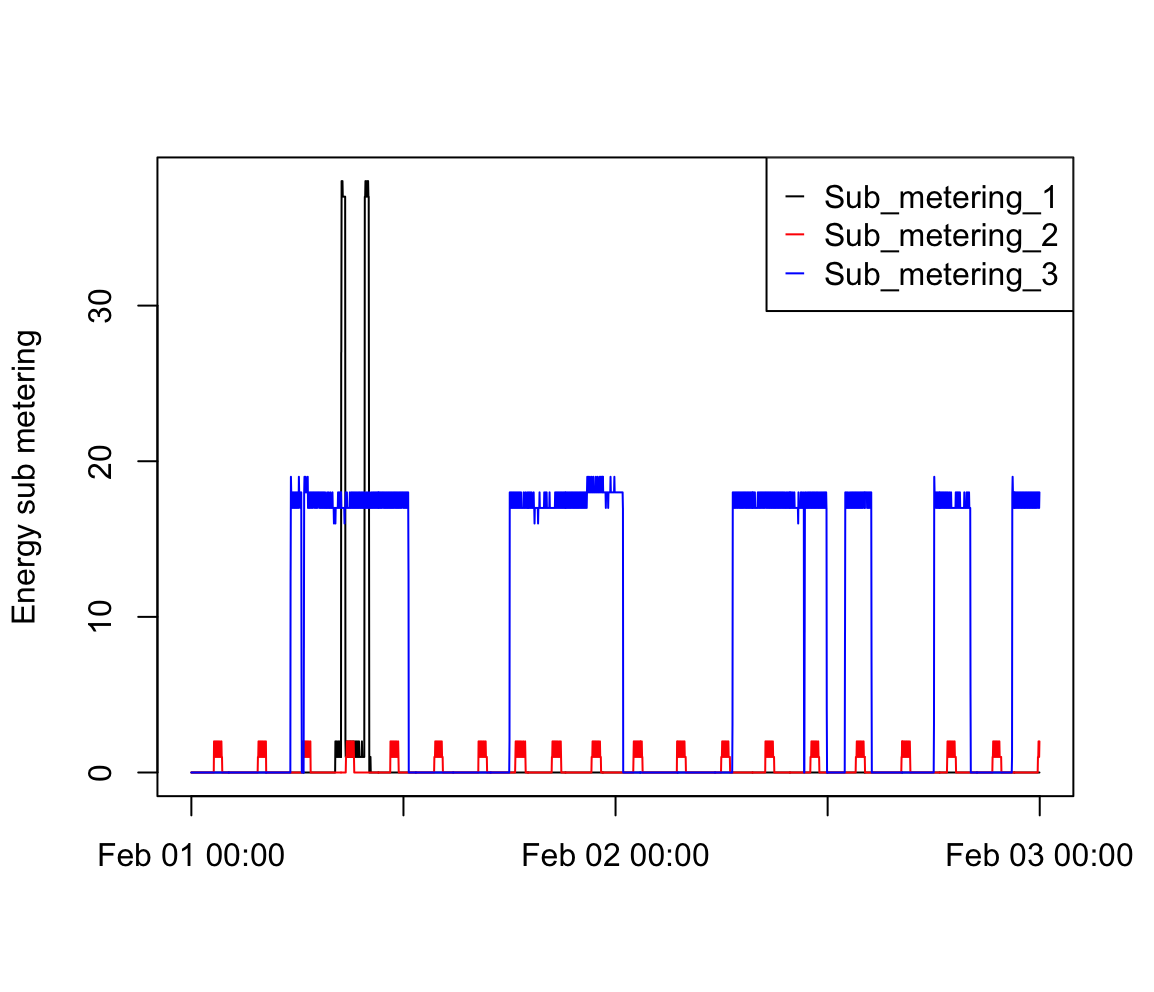 Sub_metering_1
Sub_metering_2
Sub_metering_3
Energy sub metering
30
20
10
0
Feb 01 00:00
Feb 02 00:00
Feb 03 00:00